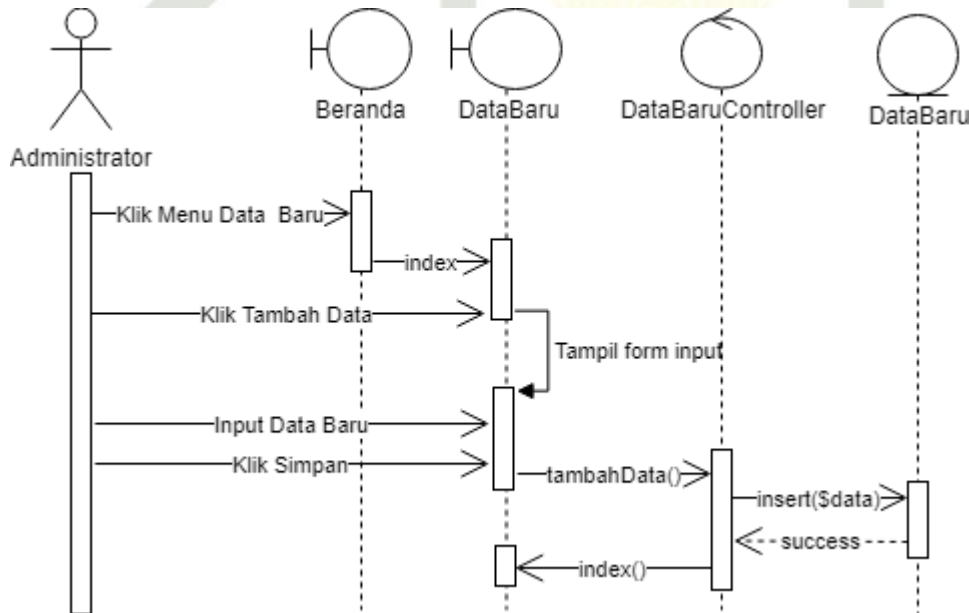 Beranda
DataBaru
DataBaruController
DataBaru
Administrator
Klik Menu Data Baru
index
Klik Tambah Data
Tampil form input
Input Data Baru
Klik Simpan
tambahData()
insert($data)
success
index()